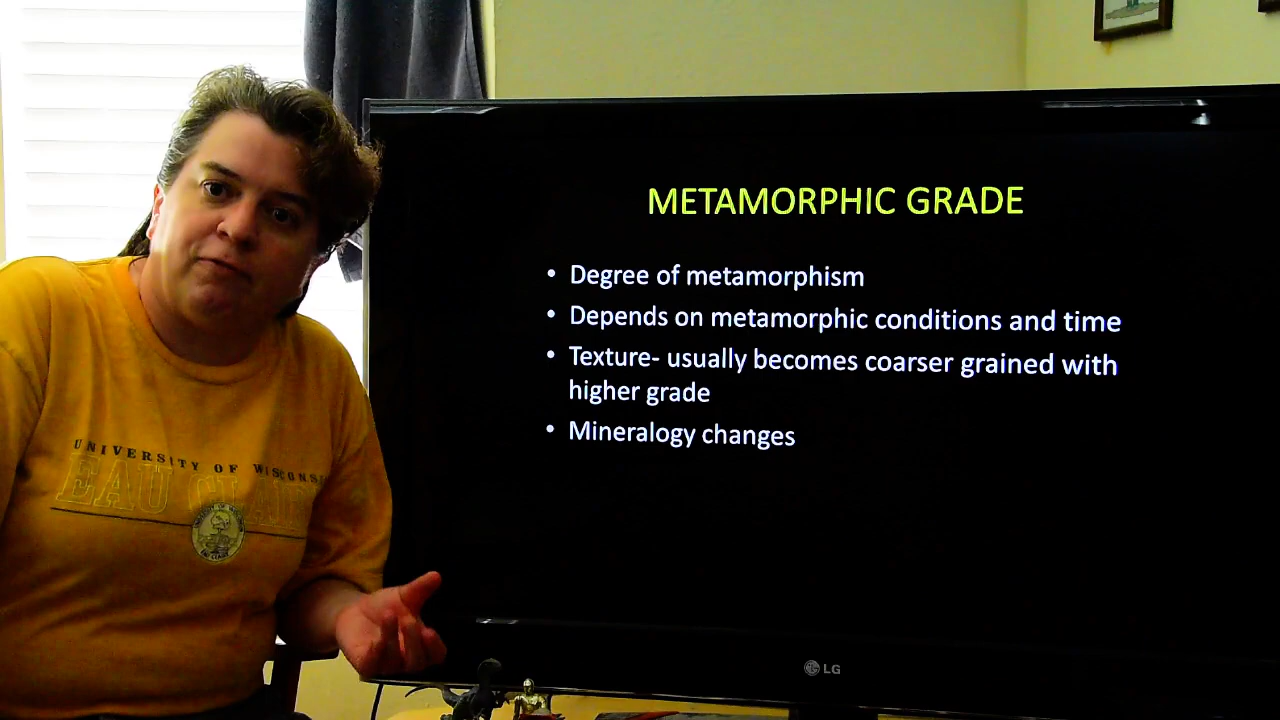 METAMORPHIC GRADE
• Degree of metamorphism
• Depends on metamorphic conditions and time
• Texture- usually becomes coarser grained with
higher grade
• Mineralogy changes
UNIVERSITY OF WISCONSI
EAU CLAIRE
LG